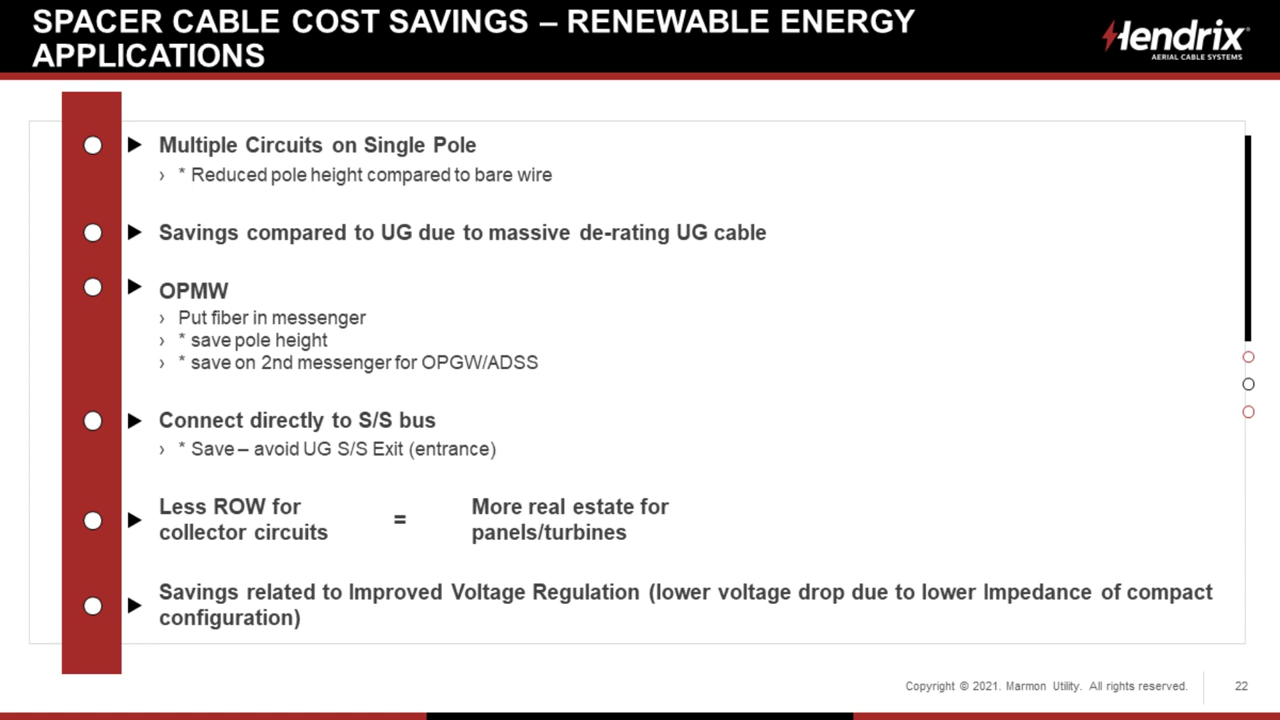 SPACER CABLE COST SAVINGS – RENEWABLE ENERGY
APPLICATIONS
Hendrix®
AERIAL CABLE SYSTEMS
Multiple Circuits on Single Pole
› * Reduced pole height compared to bare wire
Savings compared to UG due to massive de-rating UG cable
OPMW
› Put fiber in messenger
› * save pole height
› * save on 2nd messenger for OPGW/ADSS
Connect directly to S/S bus
› * Save – avoid UG S/S Exit (entrance)
Less ROW for
collector circuits
=
More real estate for
panels/turbines
Savings related to Improved Voltage Regulation (lower voltage drop due to lower Impedance of compact
configuration)
Copyright © 2021. Marmon Utility. All rights reserved.
22